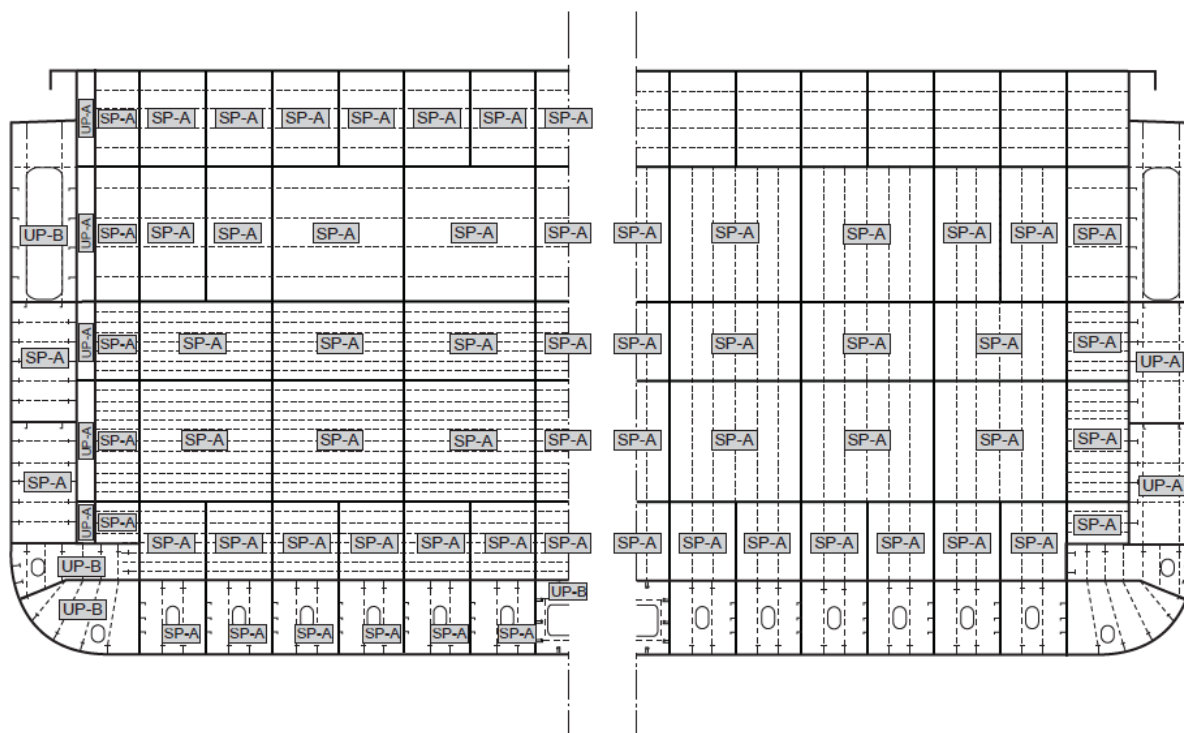 UP-A SP-A SP-A SP-A SP-A SP-A SP-A SP-A SP-A
UP-B UP-A SP-A SP-A SP-A SP-A SP-A SP-A SP-A SP-A SP-A SP-A SP-A SP-A
SP-A UP-A SP-A SP-A SP-A SP-A SP-A SP-A SP-A SP-A SP-A SP-A UP-A
UP-A SP-A SP-A SP-A SP-A SP-A SP-A SP-A SP-A SP-A SP-A
SP-A UP-A
UP-A SP-A SP-A
SP-A SP-A SP-A SP-A SP-A SP-A SP-A SP-A SP-A SP-A SP-A SP-A SP-A SP-A
UP-B
UP-B
UP-B
SP-A SP-A SP-A SP-A SP-A SP-A